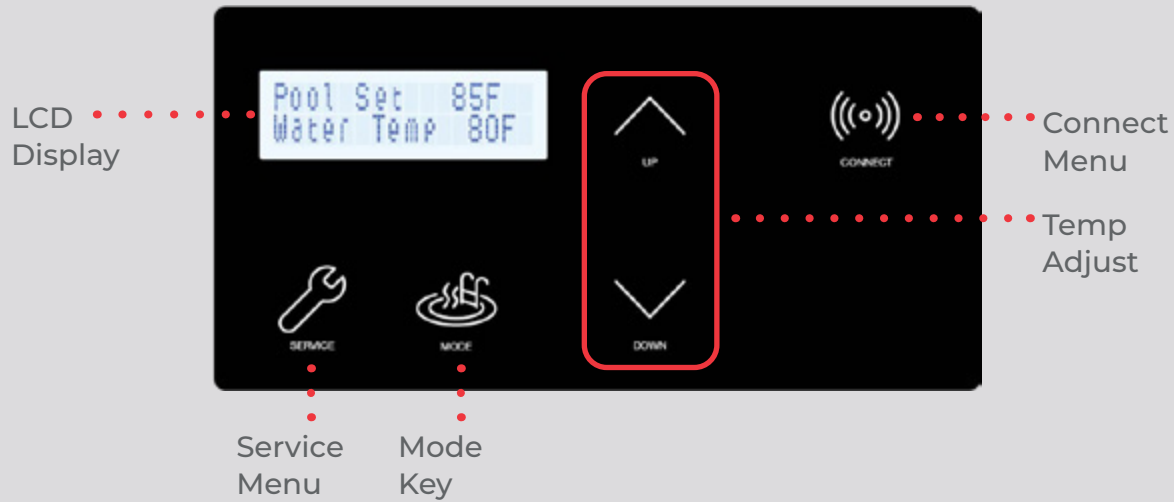 Pool Set 85F
Water Temp 80F
LCD
Display
UP
CONNECT
Connect
Menu
Temp
Adjust
SERVICE
MODE
DOWN
Service
Menu
Mode
Key